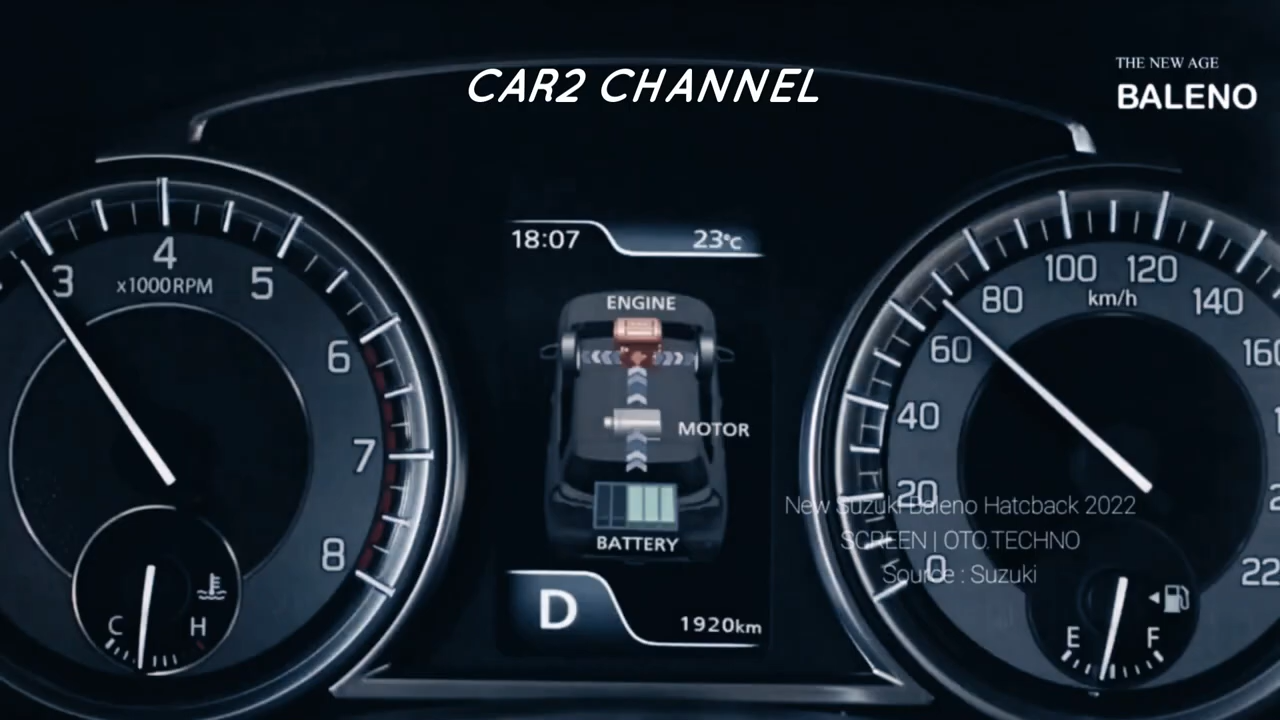 CAR2 CHANNEL
THE NEW AGE
BALENO
18:07
23°C
3
4
5
6
7
8
x1000RPM
C
H
ENGINE
MOTOR
BATTERY
D
1920km
0
20
40
60
80
100
120
140
km/h
E
F
New Suzuki Baleno Hatcback 2022
SCREEN | OTO.TECHNO
Source : Suzuki